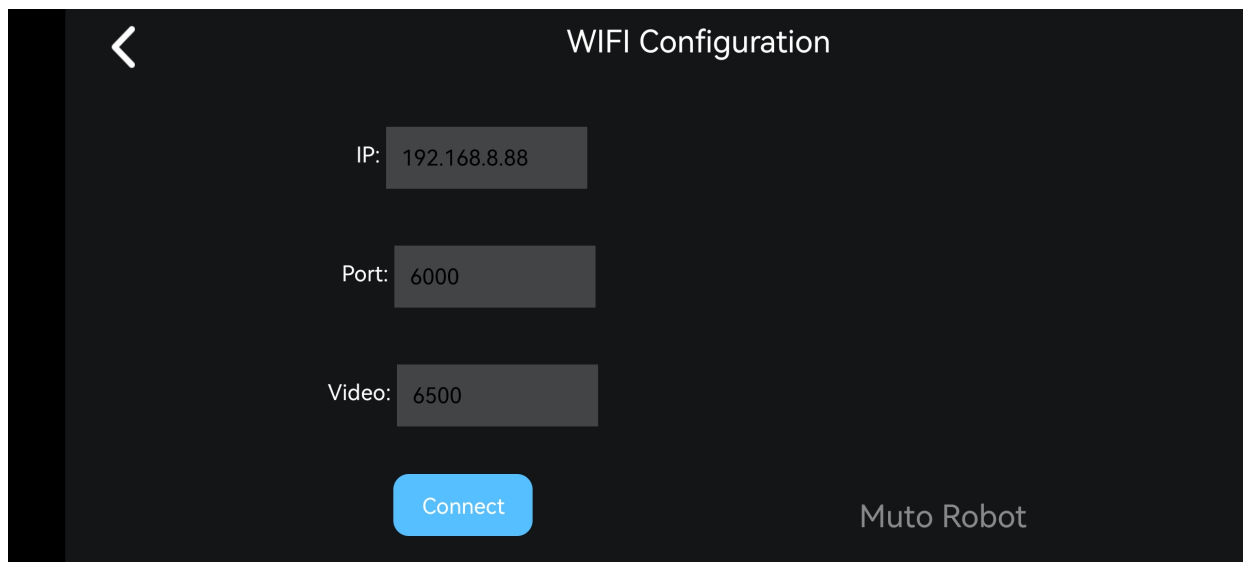 WIFI Configuration
IP: 192.168.8.88
Port: 6000
Video: 6500
Connect
Muto Robot